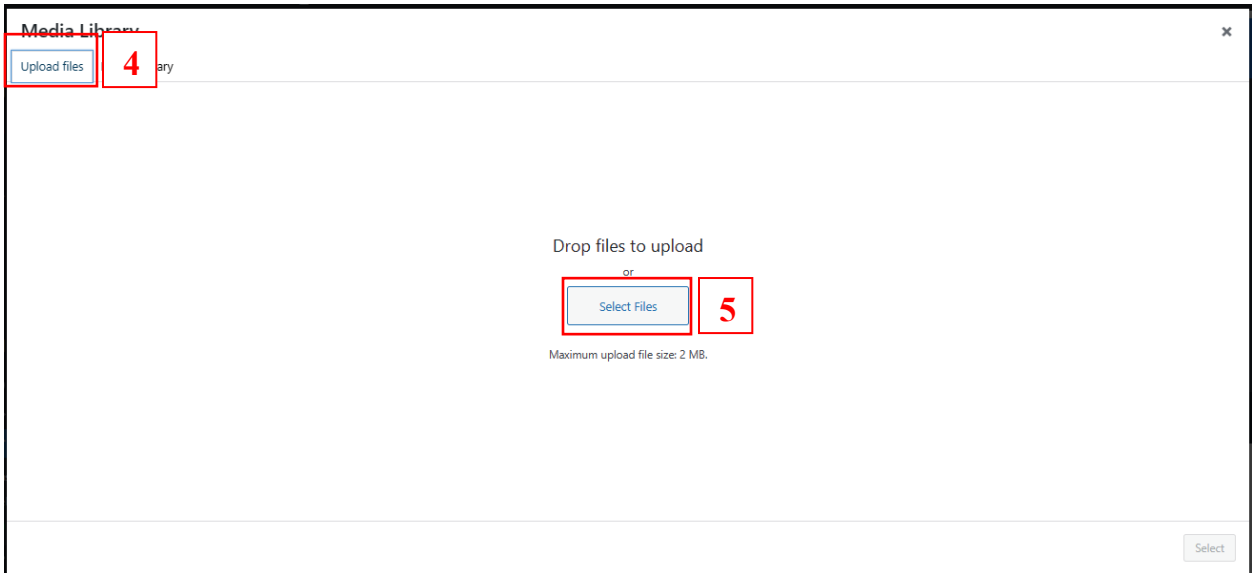 Media Library
Upload files 4 ary
Drop files to upload
or
Select Files 5
Maximum upload file size: 2 MB.
Select